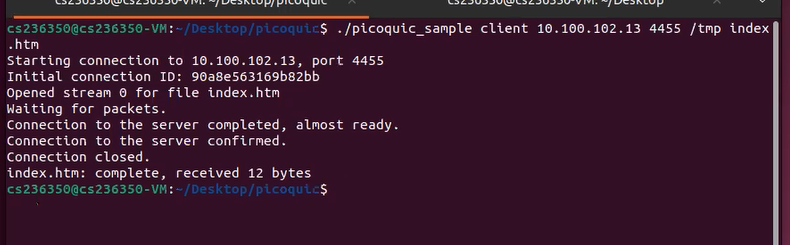 cs236350@cs236350-VM: ~/Desktop/picoquic
cs236350@cs236350-VM: ~/Desktop
cs236350@cs236350-VM:~/Desktop/picoquic$ ./picoquic_sample client 10.100.102.13 4455 /tmp index
.htm
Starting connection to 10.100.102.13, port 4455
Initial connection ID: 90a8e563169b82bb
Opened stream 0 for file index.htm
Waiting for packets.
Connection to the server completed, almost ready.
Connection to the server confirmed.
Connection closed.
index.htm: complete, received 12 bytes
cs236350@cs236350-VM:~/Desktop/picoquic$